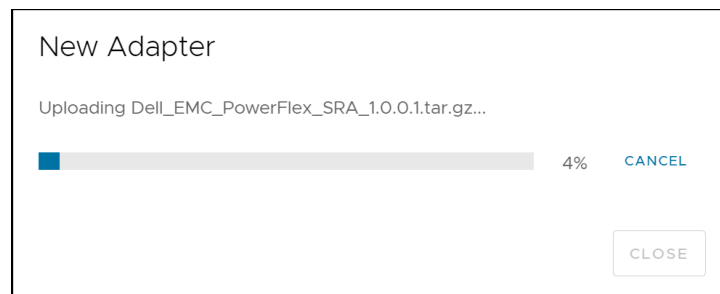 New Adapter
Uploading Dell_EMC_PowerFlex_SRA_1.0.0.1.tar.gz...
4% CANCEL
CLOSE